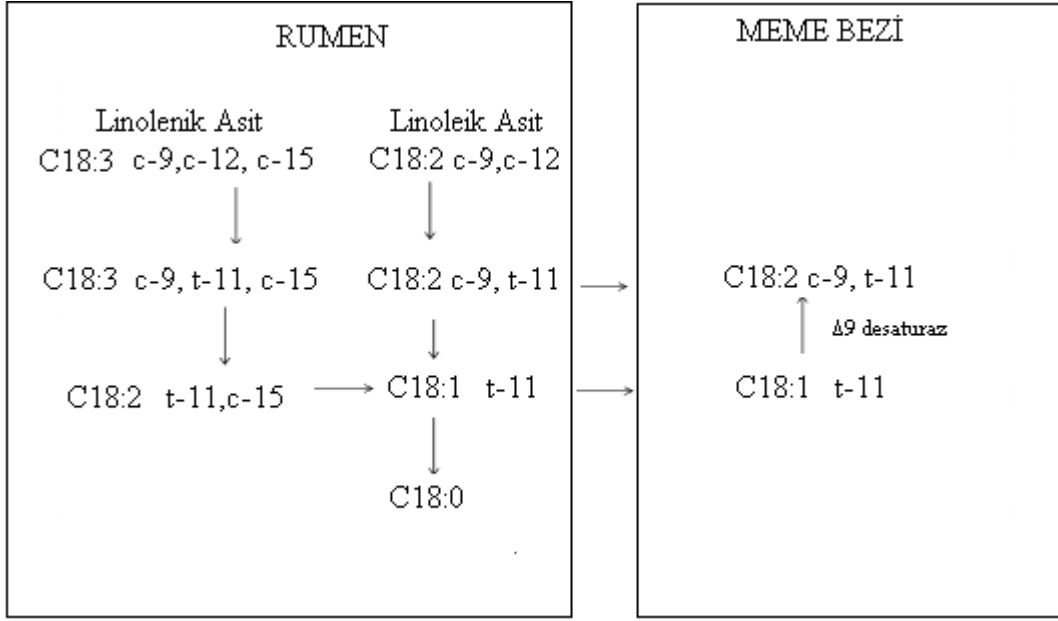 RUMEN
MEME BEZİ
Linolenik Asit
Linoleik Asit
C18:3 c-9,c-12, c-15
C18:2 c-9,c-12
C18:3 c-9, t-11, c-15
C18:2 c-9, t-11
C18:2 c-9, t-11
Δ9 desaturaz
C18:2 t-11,c-15
C18:1 t-11
C18:1 t-11
C18:0